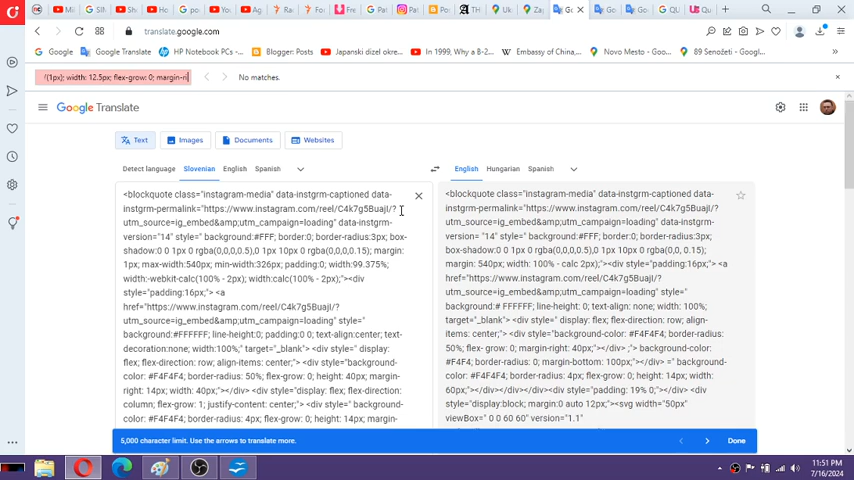 translate.google.com
Google
Google Translate
HP Notebook PCs -...
Blogger: Posts
Japanski dizel okre...
In 1999, Why a B-2...
Embassy of China,...
Novo Mesto - Goo...
89 Šenožeti - Googl...
(1px); width: 12.5px; flex-grow: 0; margin-ri
No matches.
Google Translate
Text
Images
Documents
Websites
Detect language
Slovenian
English
Spanish
English
Hungarian
Spanish
<blockquote class="instagram-media" data-instgrm-captioned data-
instgrm-permalink="https://www.instagram.com/reel/C4k7g5BuajI/?
utm_source=ig_embed&amp;utm_campaign=loading" data-instgrm-
version="14" style=" background:#FFF; border:0; border-radius:3px; box-
shadow:0 0 1px 0 rgba(0,0,0,0.5),0 1px 10px 0 rgba(0,0,0,0.15); margin:
1px; max-width:540px; min-width:326px; padding:0; width:99.375%;
width:-webkit-calc(100% - 2px); width:calc(100% - 2px);"><div
style="padding:16px;"> <a
href="https://www.instagram.com/reel/C4k7g5BuajI/?
utm_source=ig_embed&amp;utm_campaign=loading" style="
background:#FFFFFF; line-height:0; padding:0 0; text-align:center; text-
decoration:none; width:100%;" target="_blank"> <div style=" display:
flex; flex-direction: row; align-items: center;"> <div style="background-
color: #F4F4F4; border-radius: 50%; flex-grow: 0; height: 40px; margin-
right: 14px; width: 40px;"></div> <div style="display: flex; flex-direction:
column; flex-grow: 1; justify-content: center;"> <div style=" background-
color: #F4F4F4; border-radius: 4px; flex-grow: 0; height: 14px; margin-
<blockquote class="instagram-media" data-instgrm-captioned data-
instgrm-permalink="https://www.instagram.com/reel/C4k7g5BuajI/?
utm_source=ig_embed&amp;utm_campaign=loading" data-instgrm-
version= "14" style=" background:#FFF; border:0; border-radius:3px;
box-shadow:0 0 1px 0 rgba(0,0,0,0.5),0 1px 10px 0 rgba(0,0,0, 0.15);
margin: 540px; width: 100% - calc 2px);"><div style="padding:16px;"> <a
href="https://www.instagram.com/reel/C4k7g5BuajI/?
utm_source=ig_embed&amp;utm_campaign=loading" style="
background:# FFFFFF; line-height: 0; text-align: none; width: 100%;
target="_blank"> <div style=" display: flex; flex-direction: row; align-
items: center;"> <div style="background-color: #F4F4F4; border-radius:
50%; flex- grow: 0; margin-right: 40px;"></div> ;"> background-color:
#F4F4; border-radius: 0; margin-bottom: 100px;"></div> =" background-
color: #F4F4F4; border-radius: 4px; flex-grow: 0; height: 14px; width:
60px;"></div></div></div><div style="padding: 19% 0;"></div> <div
style="display:block; margin:0 auto 12px;"><svg width="50px"
viewBox=" 0 0 60 60" version="1.1"
5,000 character limit. Use the arrows to translate more.
Done
11:51 PM
7/16/2024